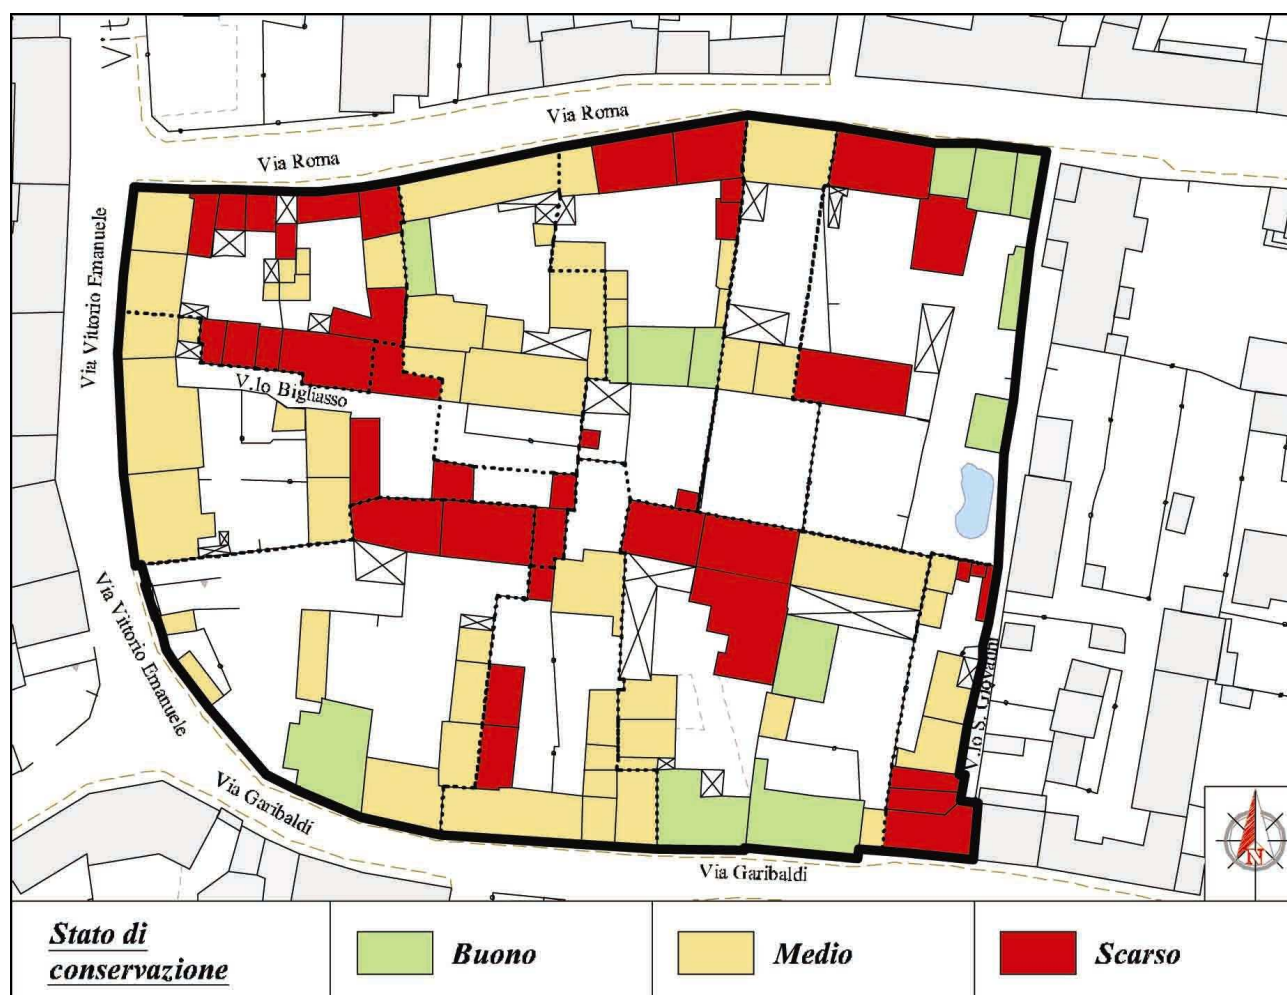 Vit
Via Roma
Via Roma
Via Vittorio Emanuele
V.lo Bigliasso
Via Vittorio Emanuele
V.lo S. Giovanni
Via Garibaldi
Via Garibaldi
N
Stato di
conservazione
Buono
Medio
Scarso